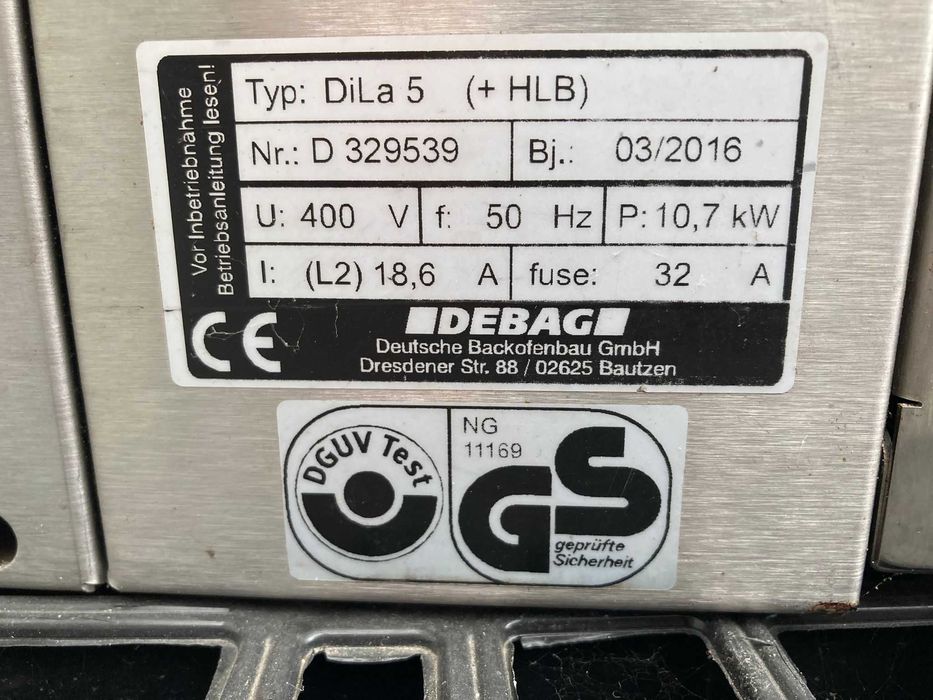 Vor Inbetriebnahme
Betriebsanleitung lesen!
Typ: DiLa 5 (+ HLB)
Nr.: D 329539 Bj.: 03/2016
U: 400 V f: 50 Hz P: 10,7 kW
I: (L2) 18,6 A fuse: 32 A
CE DEBAG
Deutsche Backofenbau GmbH
Dresdener Str. 88 / 02625 Bautzen
DGUV Test
NG
11169
GS
geprüfte
Sicherheit